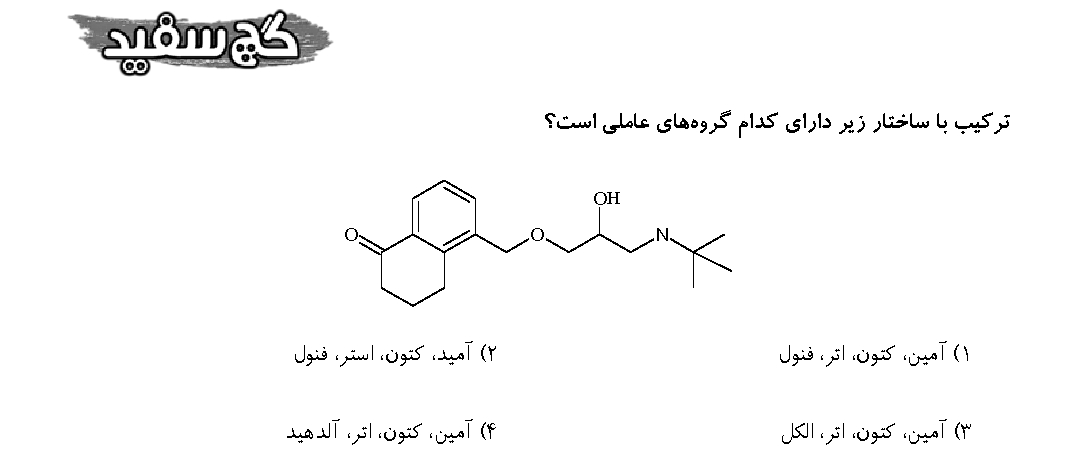 گچ سفید
ترکیب با ساختار زیر دارای کدام گروه‌های عاملی است؟
OH
O
O
N
۱) آمین، کتون، اتر، فنول
۲) آمید، کتون، استر، فنول
۳) آمین، کتون، اتر، الکل
۴) آمین، کتون، اتر، آلدهید